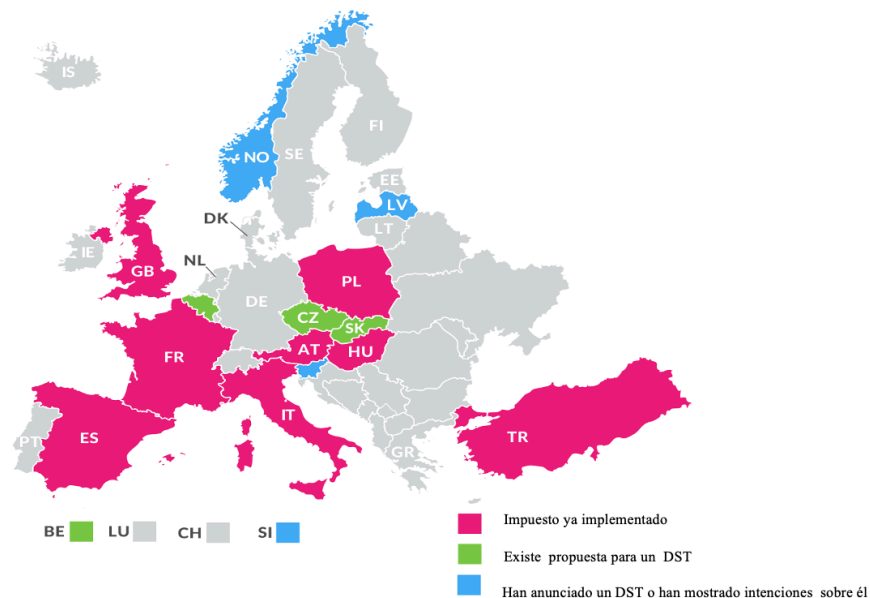 IS
FI
NO
SE
EE
LV
DK
LT
IE
NL
GB
PL
DE
CZ
SK
FR
AT
HU
IT
PT
ES
TR
GR
BE LU CH SI
Impuesto ya implementado
Existe propuesta para un DST
Han anunciado un DST o han mostrado intenciones sobre él